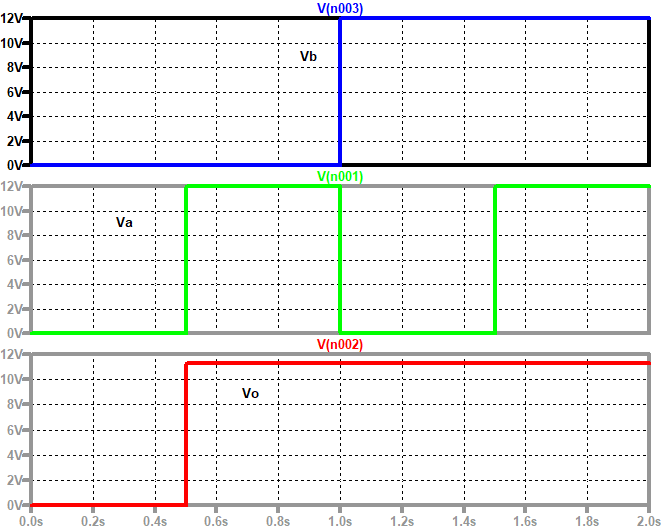 V(n003)
12V
10V
8V
6V
4V
2V
0V
Vb
V(n001)
12V
10V
8V
6V
4V
2V
0V
Va
V(n002)
12V
10V
8V
6V
4V
2V
0V
Vo
0.0s 0.2s 0.4s 0.6s 0.8s 1.0s 1.2s 1.4s 1.6s 1.8s 2.0s